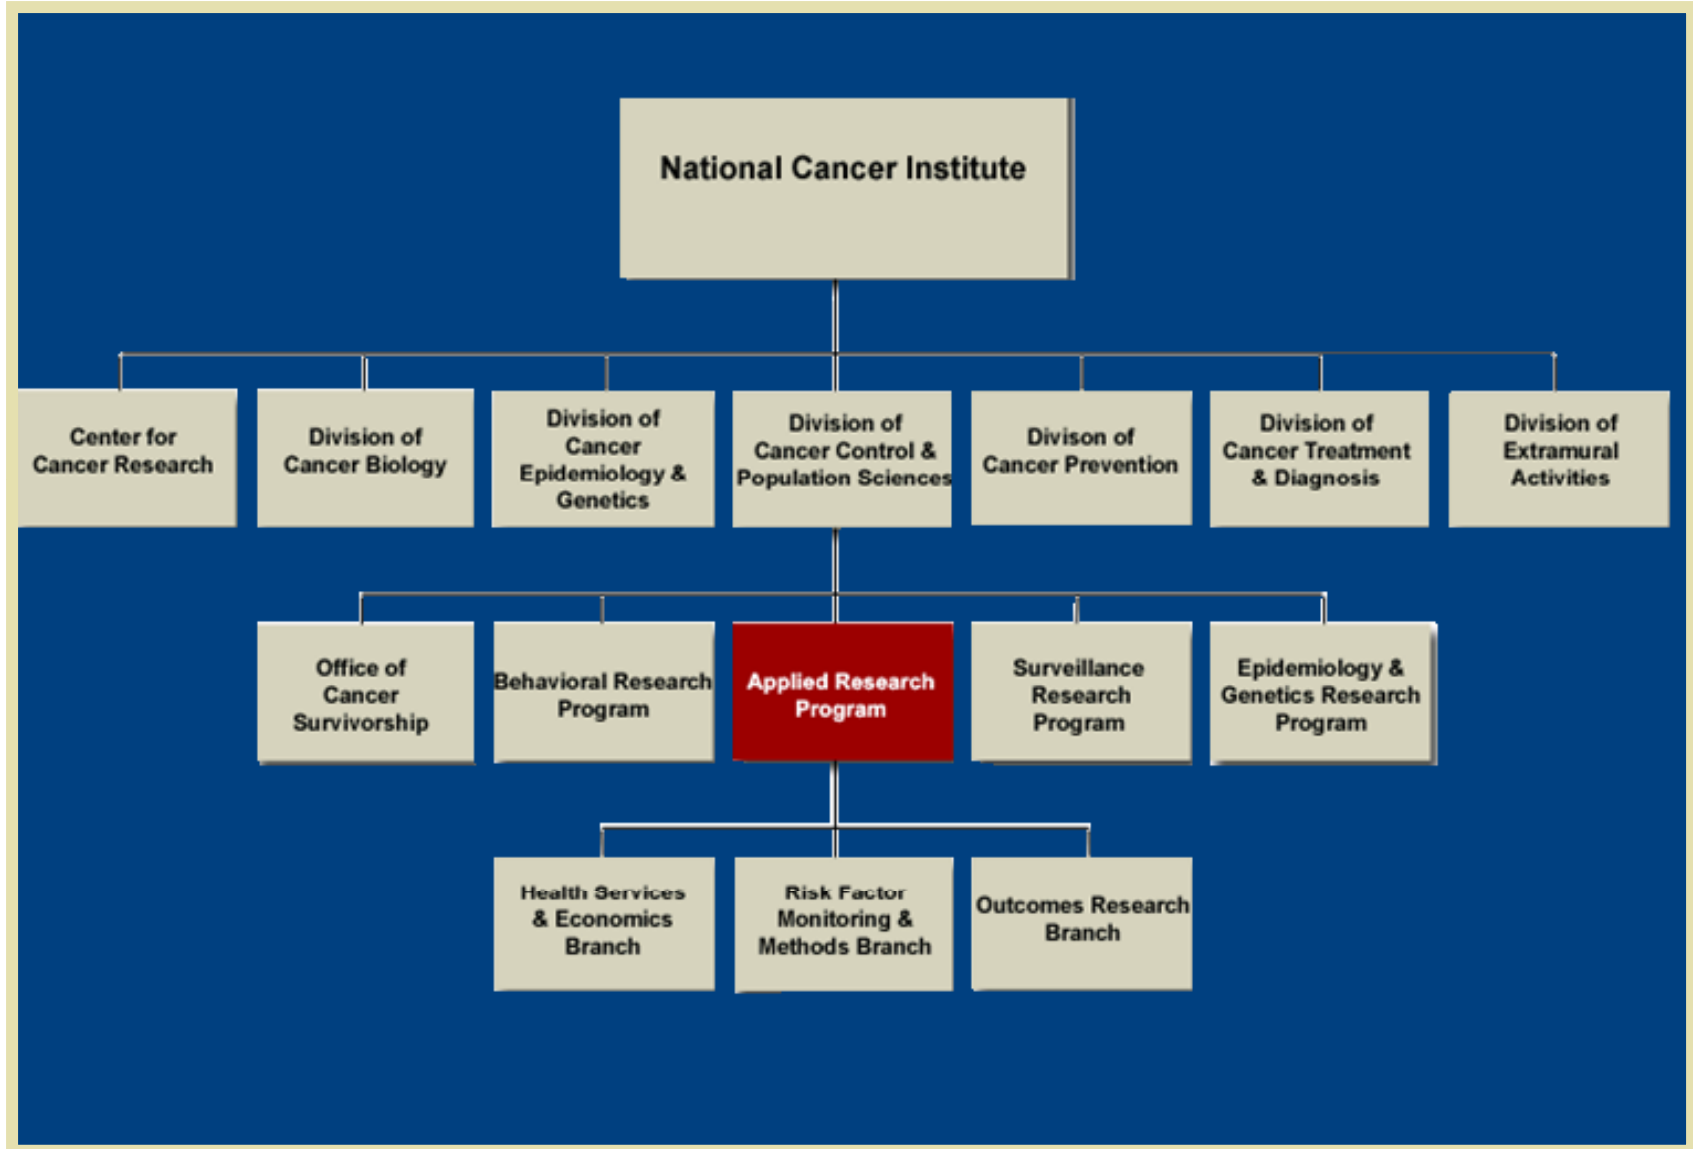 National Cancer Institute
Center for
Cancer Research
Division of
Cancer Biology
Division of
Cancer
Epidemiology &
Genetics
Division of
Cancer Control &
Population Sciences
Divison of
Cancer Prevention
Division of
Cancer Treatment
& Diagnosis
Division of
Extramural
Activities
Office of
Cancer
Survivorship
Behavioral Research
Program
Applied Research
Program
Surveillance
Research
Program
Epidemiology &
Genetics Research
Program
Health Services
& Economics
Branch
Risk Factor
Monitoring &
Methods Branch
Outcomes Research
Branch